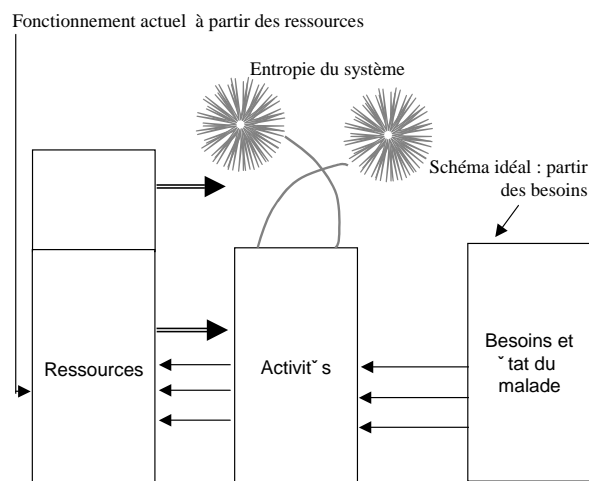 Fonctionnement actuel à partir des ressources
Entropie du système
Schéma idéal : partir
des besoins
Ressources
Activitˇ s
Besoins et
ˇ tat du
malade